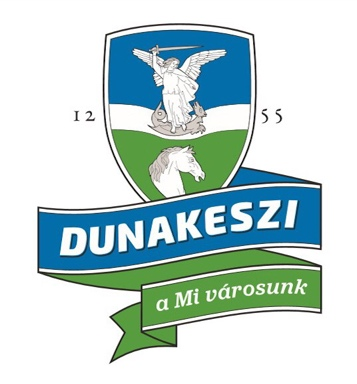 12 55
DUNAKESZI
a Mi városunk